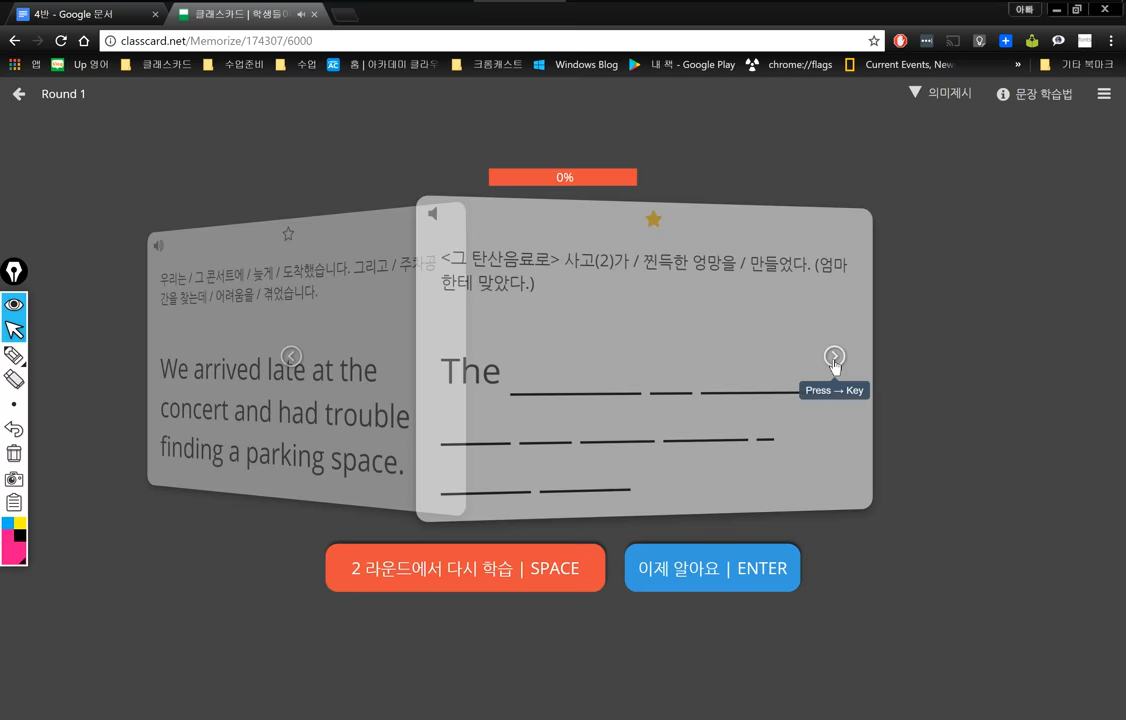 4반 - Google 문서
클래스카드 | 학생들이
아빠
classcard.net/Memorize/174307/6000
앱
Up 영어
클래스카드
수업준비
수업
홈 | 아카데미 클라우
크롬캐스트
Windows Blog
내 책 - Google Play
chrome://flags
Current Events, New
»
기타 북마크
Round 1
의미제시
문장 학습법
0%
우리는 / 그 콘서트에 / 늦게 / 도착했습니다. 그리고 / 주차공
간을 찾는데 / 어려움을 / 겪었습니다.
We arrived late at the
concert and had trouble
finding a parking space.
<그 탄산음료로> 사고(2)가 / 찐득한 엉망을 / 만들었다. (엄마
한테 맞았다.)
The
Press → Key
2 라운드에서 다시 학습 | SPACE
이제 알아요 | ENTER